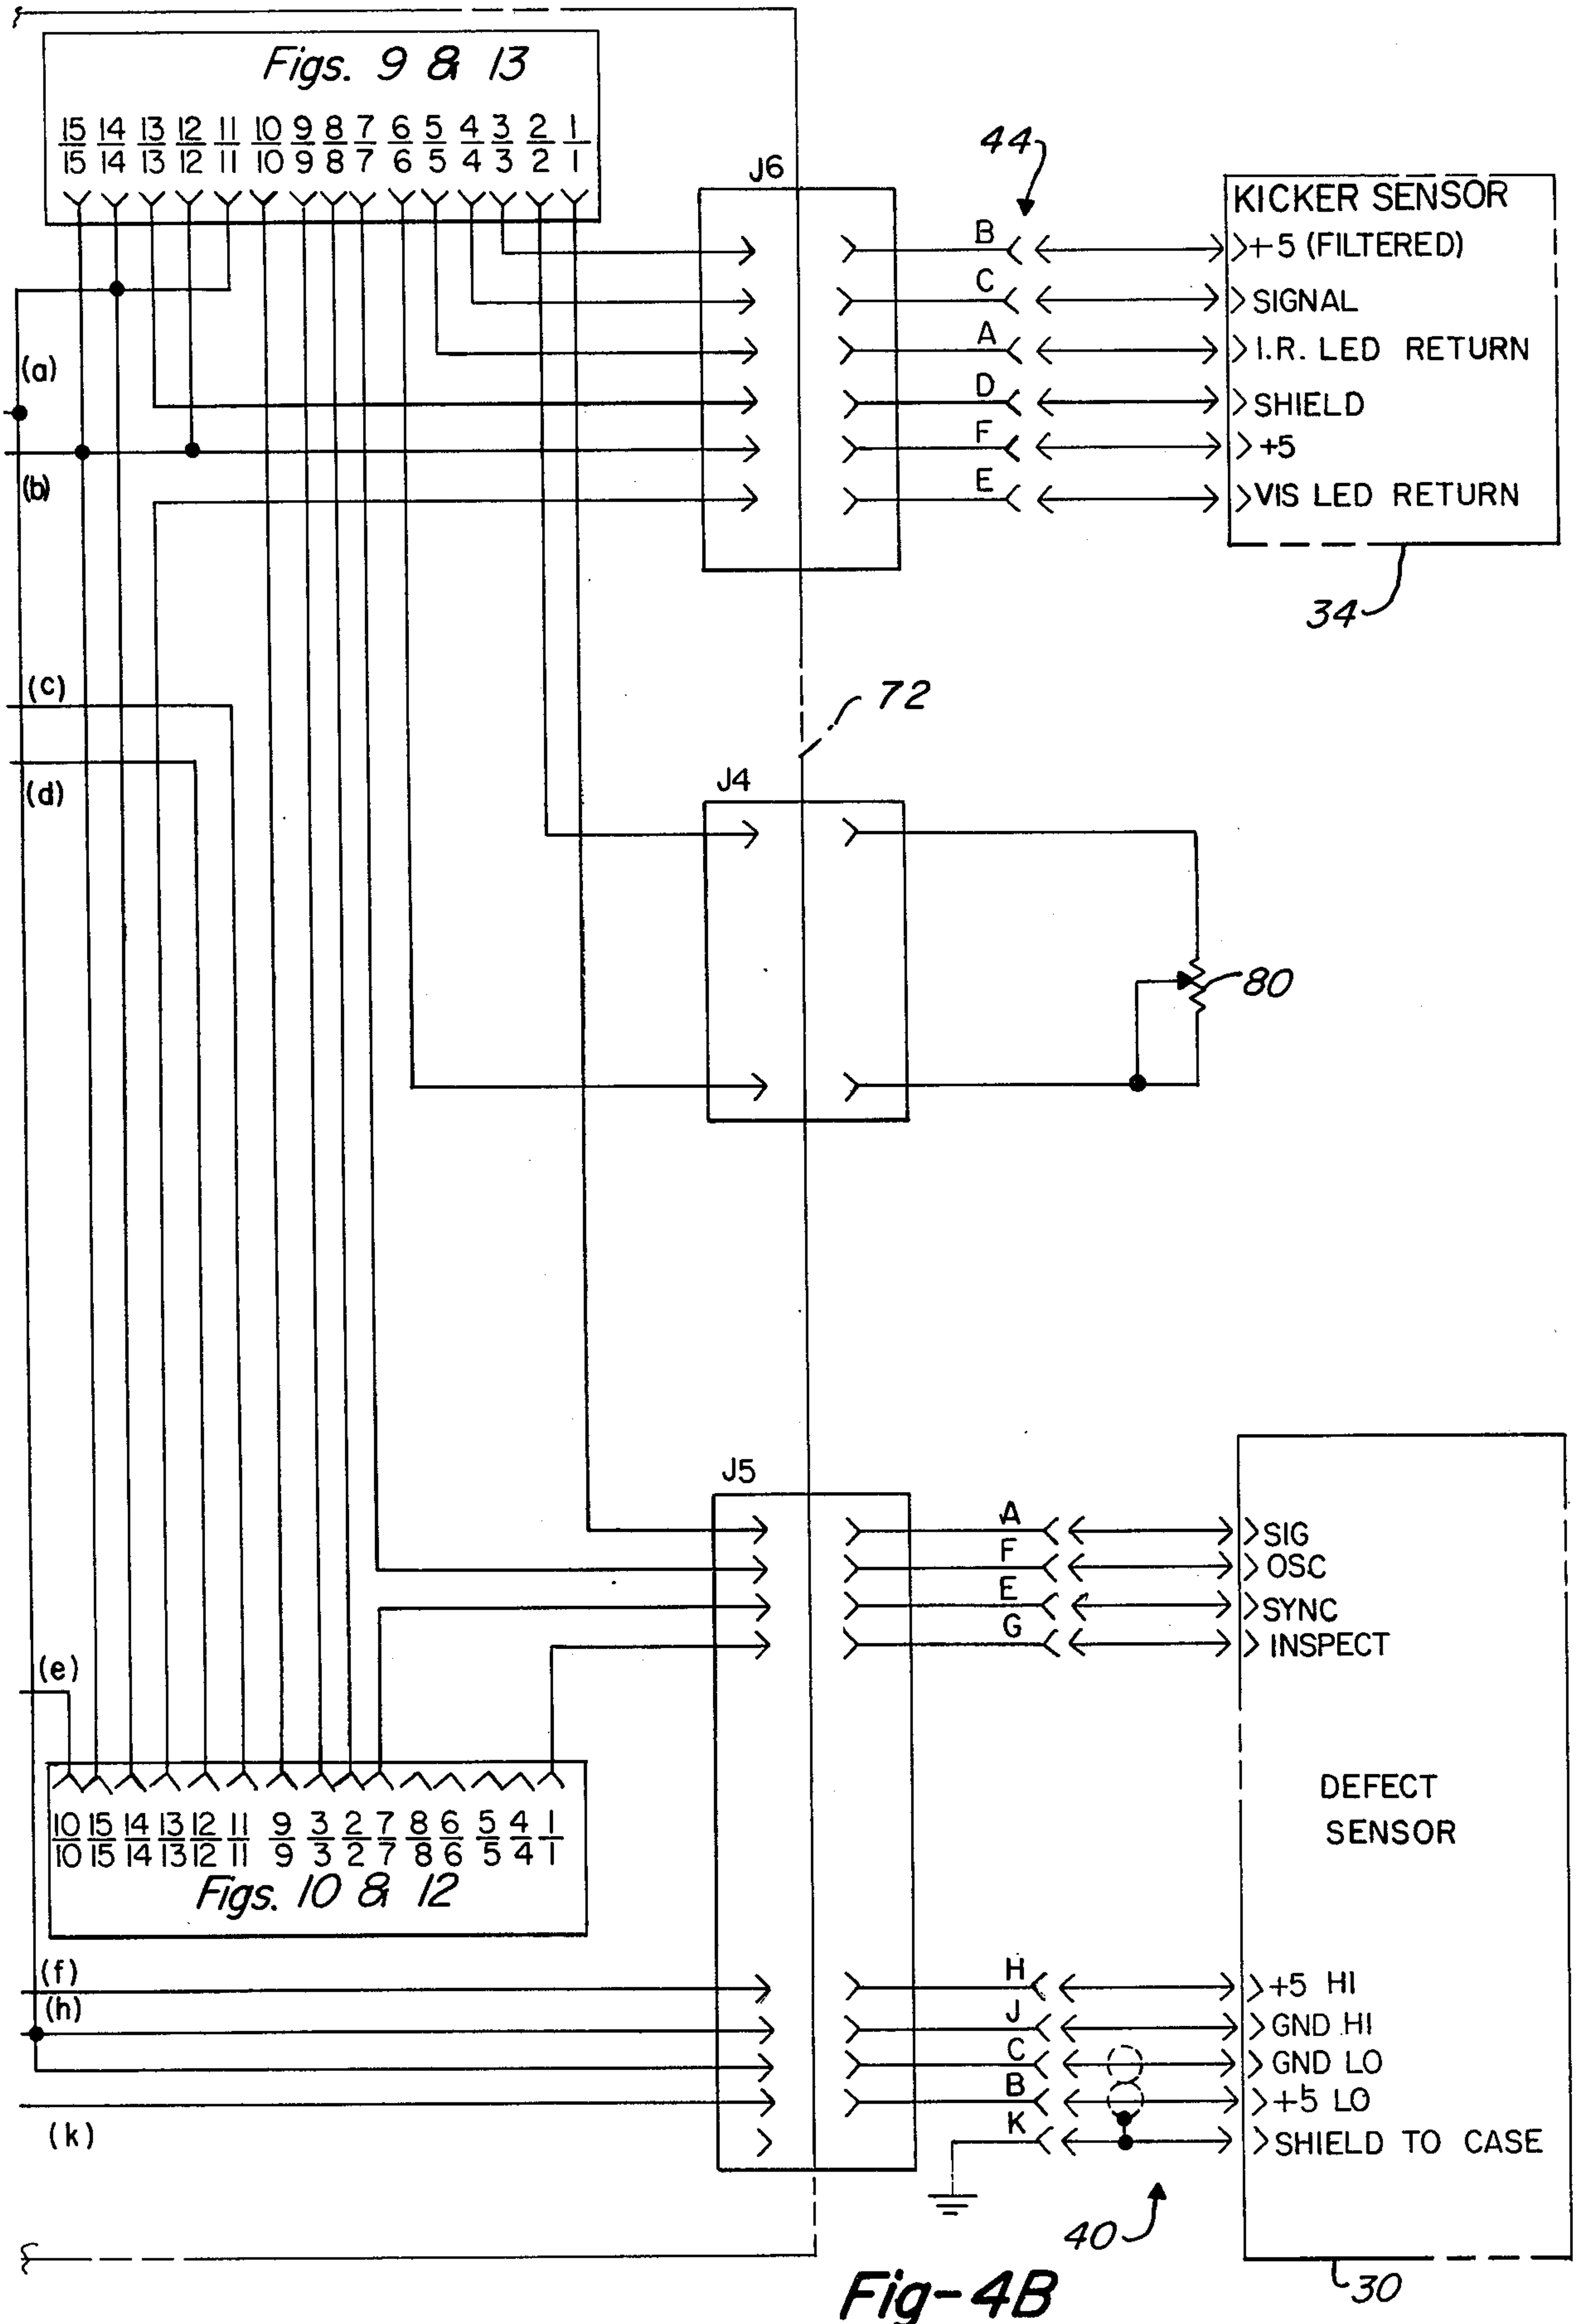 Figs. 9 & 13
15 14 13 12 11 10 9 8 7 6 5 4 3 2 1
15 14 13 12 11 10 9 8 7 6 5 4 3 2 1
J6
44
KICKER SENSOR
B +5 (FILTERED)
C SIGNAL
A I.R. LED RETURN
D SHIELD
F +5
E VIS LED RETURN
34
(a)
(b)
(c)
(d)
72
J4
80
J5
A SIG
F OSC
E SYNC
G INSPECT
(e)
DEFECT
SENSOR
10 15 14 13 12 11 9 3 2 7 8 6 5 4 1
10 15 14 13 12 11 9 3 2 7 8 6 5 4 1
Figs. 10 & 12
(f)
(h)
(k)
H +5 HI
J GND HI
C GND LO
B +5 LO
K SHIELD TO CASE
40
30
Fig-4B